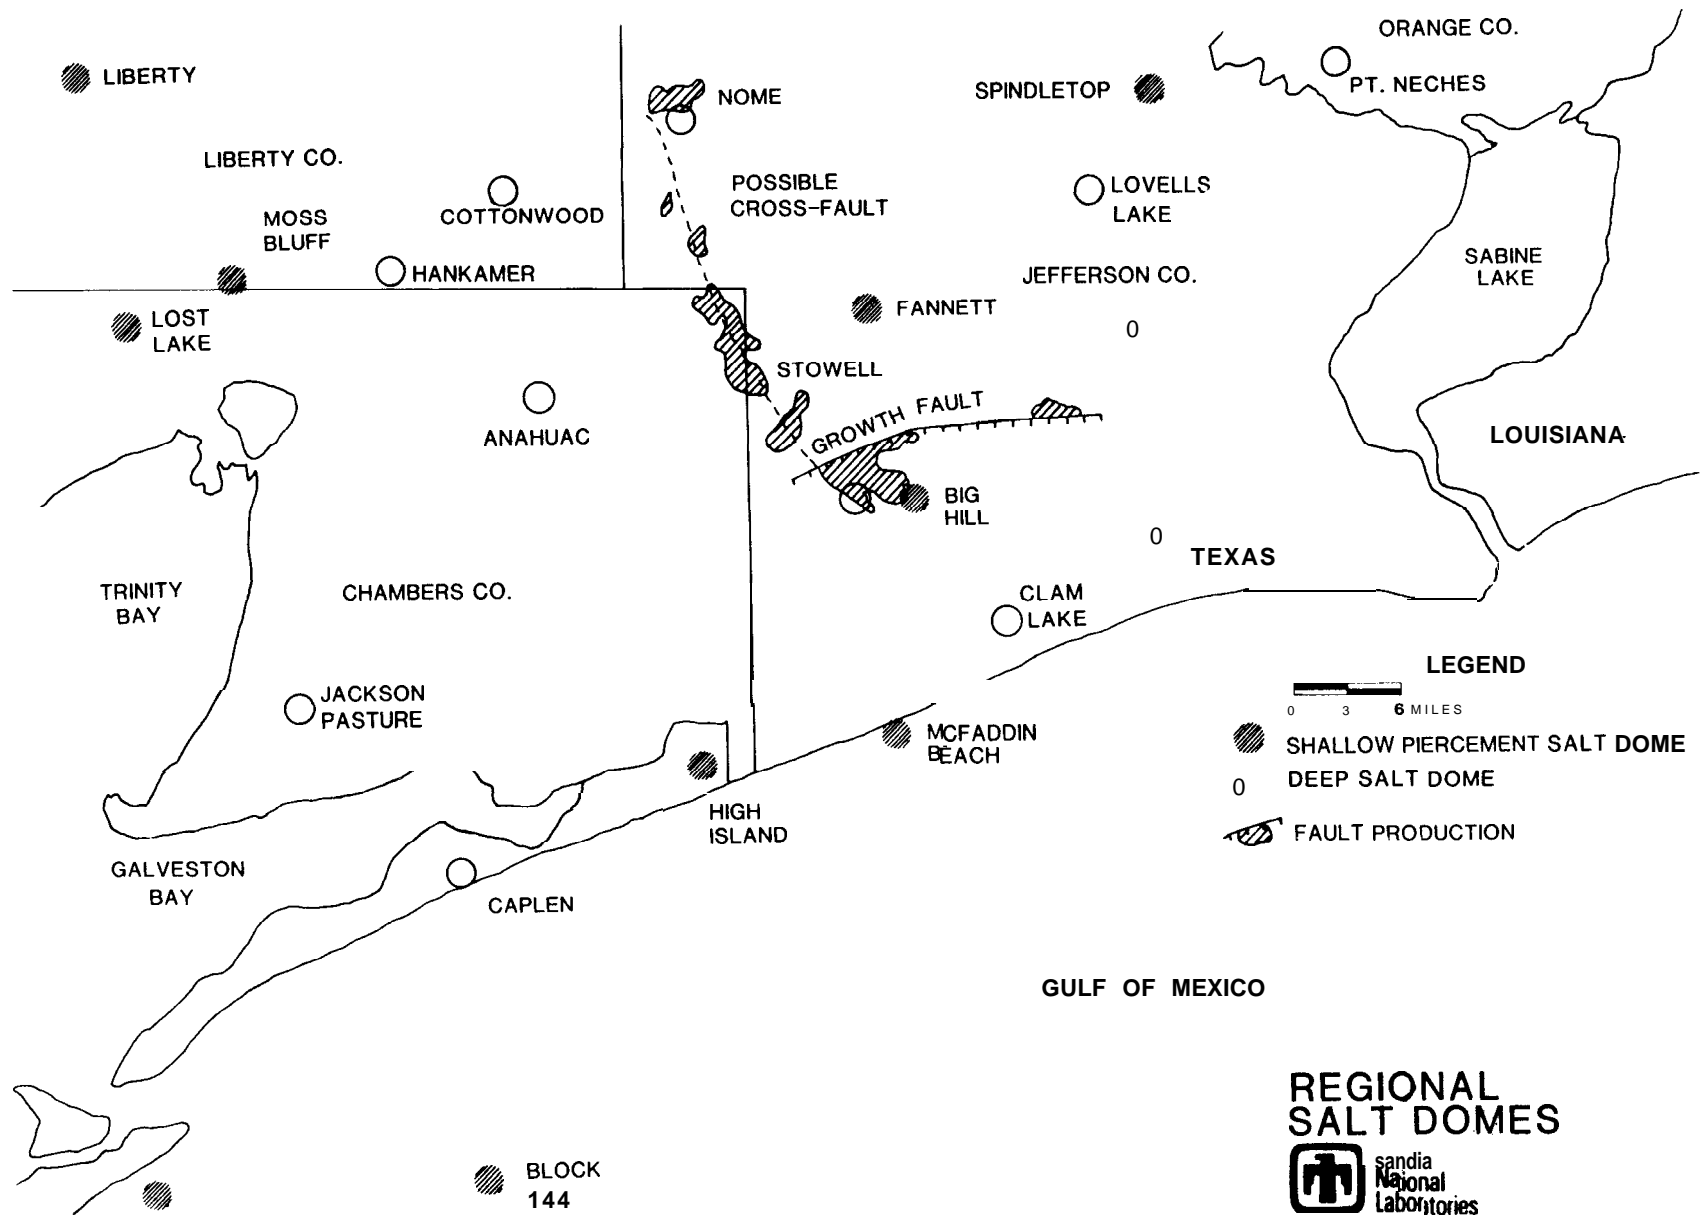 ORANGE CO.
LIBERTY
NOME
SPINDLETOP
PT. NECHES
LIBERTY CO.
POSSIBLE
CROSS-FAULT
LOVELLS
LAKE
COTTONWOOD
MOSS
BLUFF
HANKAMER
JEFFERSON CO.
SABINE
LAKE
LOST
LAKE
FANNETT
0
STOWELL
GROWTH FAULT
ANAHUAC
LOUISIANA
BIG
HILL
0
TEXAS
TRINITY
BAY
CHAMBERS CO.
CLAM
LAKE
JACKSON
PASTURE
MCFADDIN
BEACH
HIGH
ISLAND
LEGEND
0 3 6 MILES
SHALLOW PIERCEMENT SALT DOME
0 DEEP SALT DOME
FAULT PRODUCTION
GALVESTON
BAY
CAPLEN
GULF OF MEXICO
BLOCK
144
REGIONAL
SALT DOMES
sandia
National
Laboratories